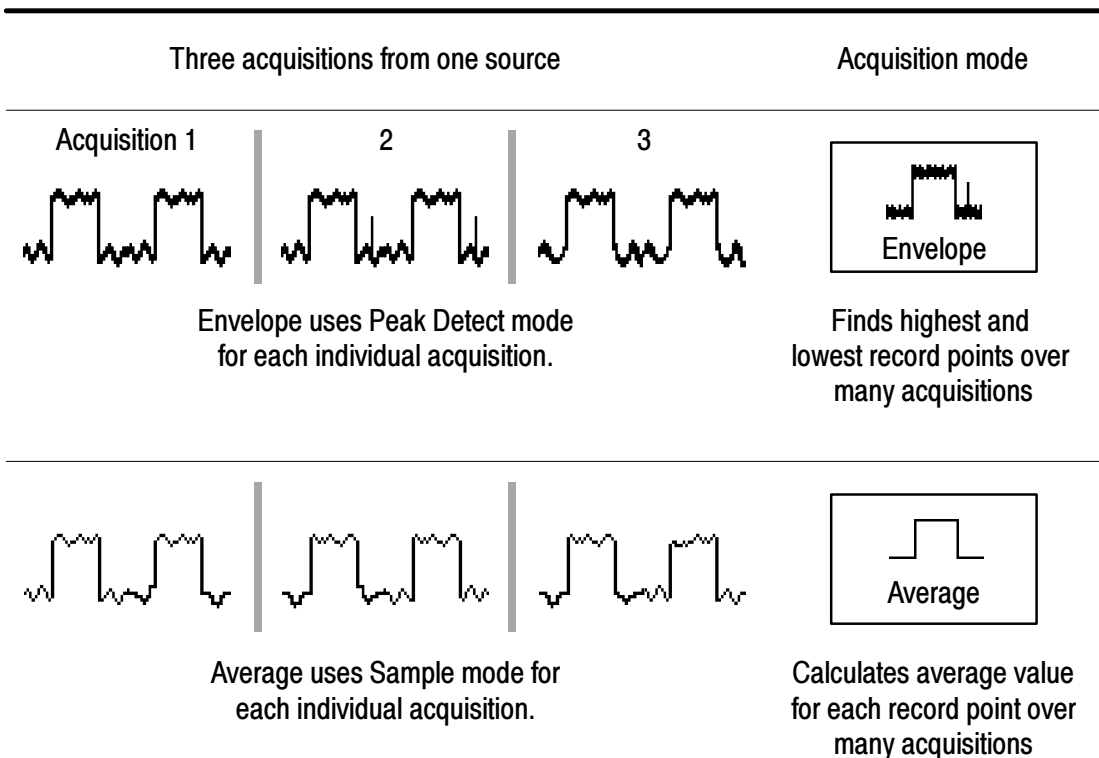 Three acquisitions from one source
Acquisition mode
Acquisition 1
2
3
Envelope
Envelope uses Peak Detect mode
for each individual acquisition.
Finds highest and
lowest record points over
many acquisitions
Average
Average uses Sample mode for
each individual acquisition.
Calculates average value
for each record point over
many acquisitions